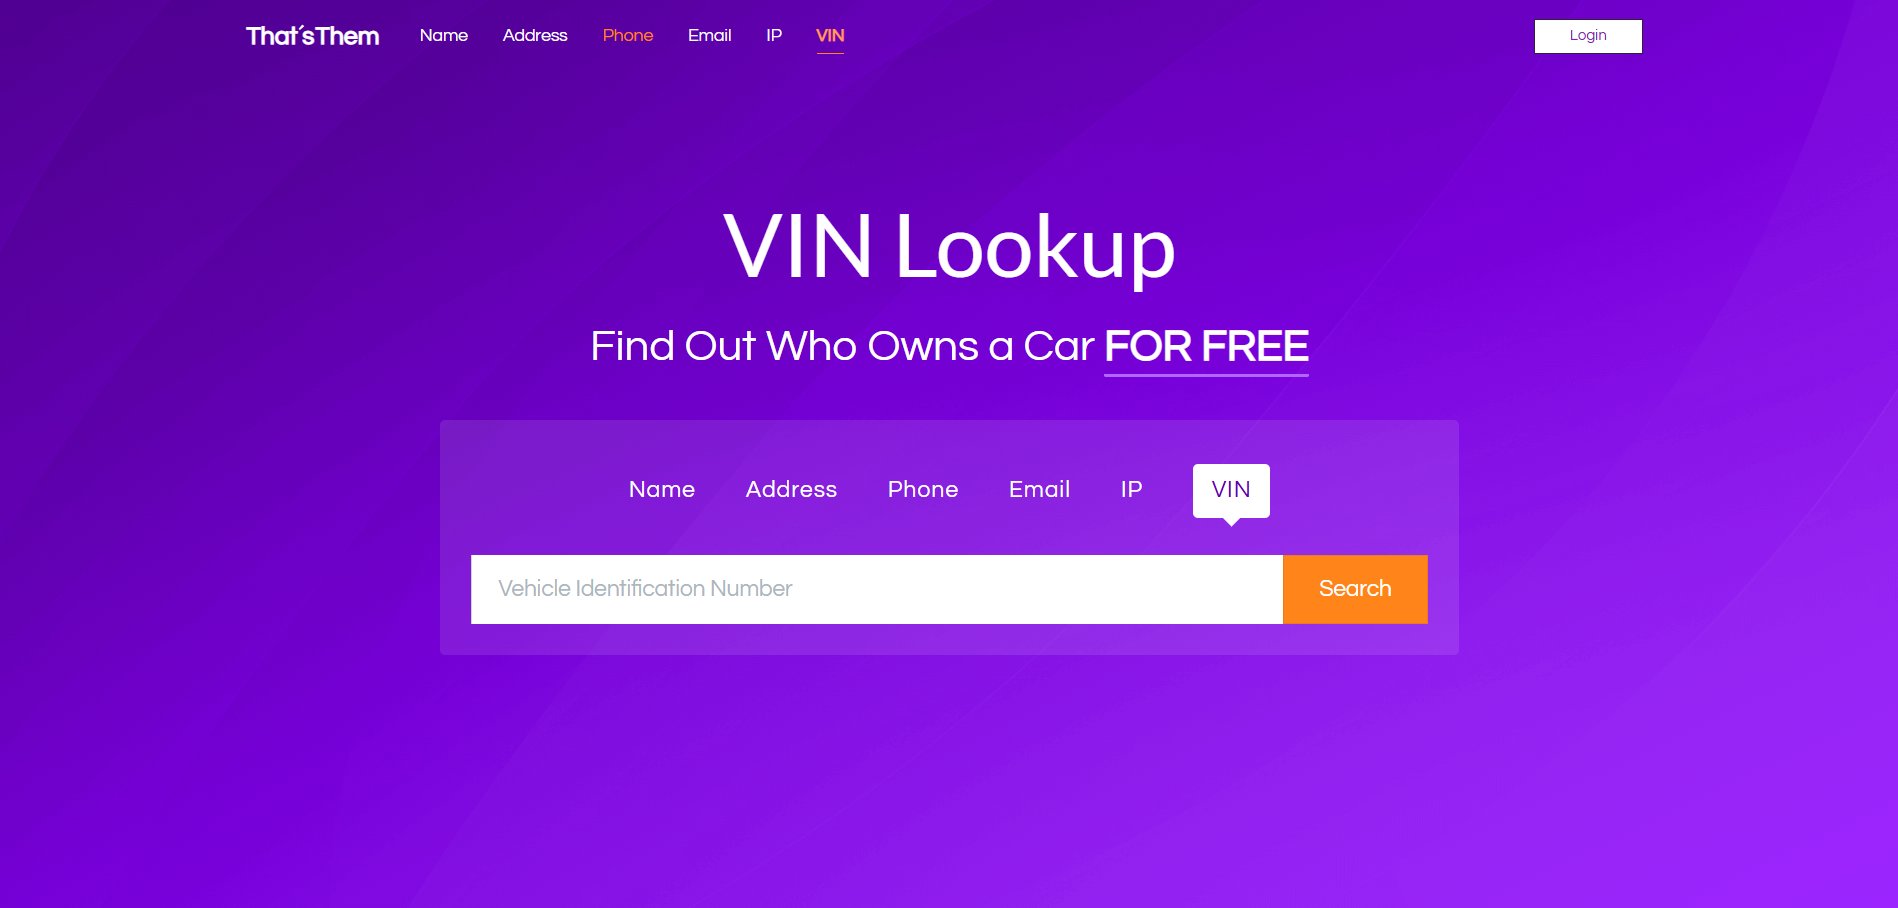 That'sThem Name Address Phone Email IP VIN Login
VIN Lookup
Find Out Who Owns a Car FOR FREE
Name Address Phone Email IP VIN
Vehicle Identification Number Search